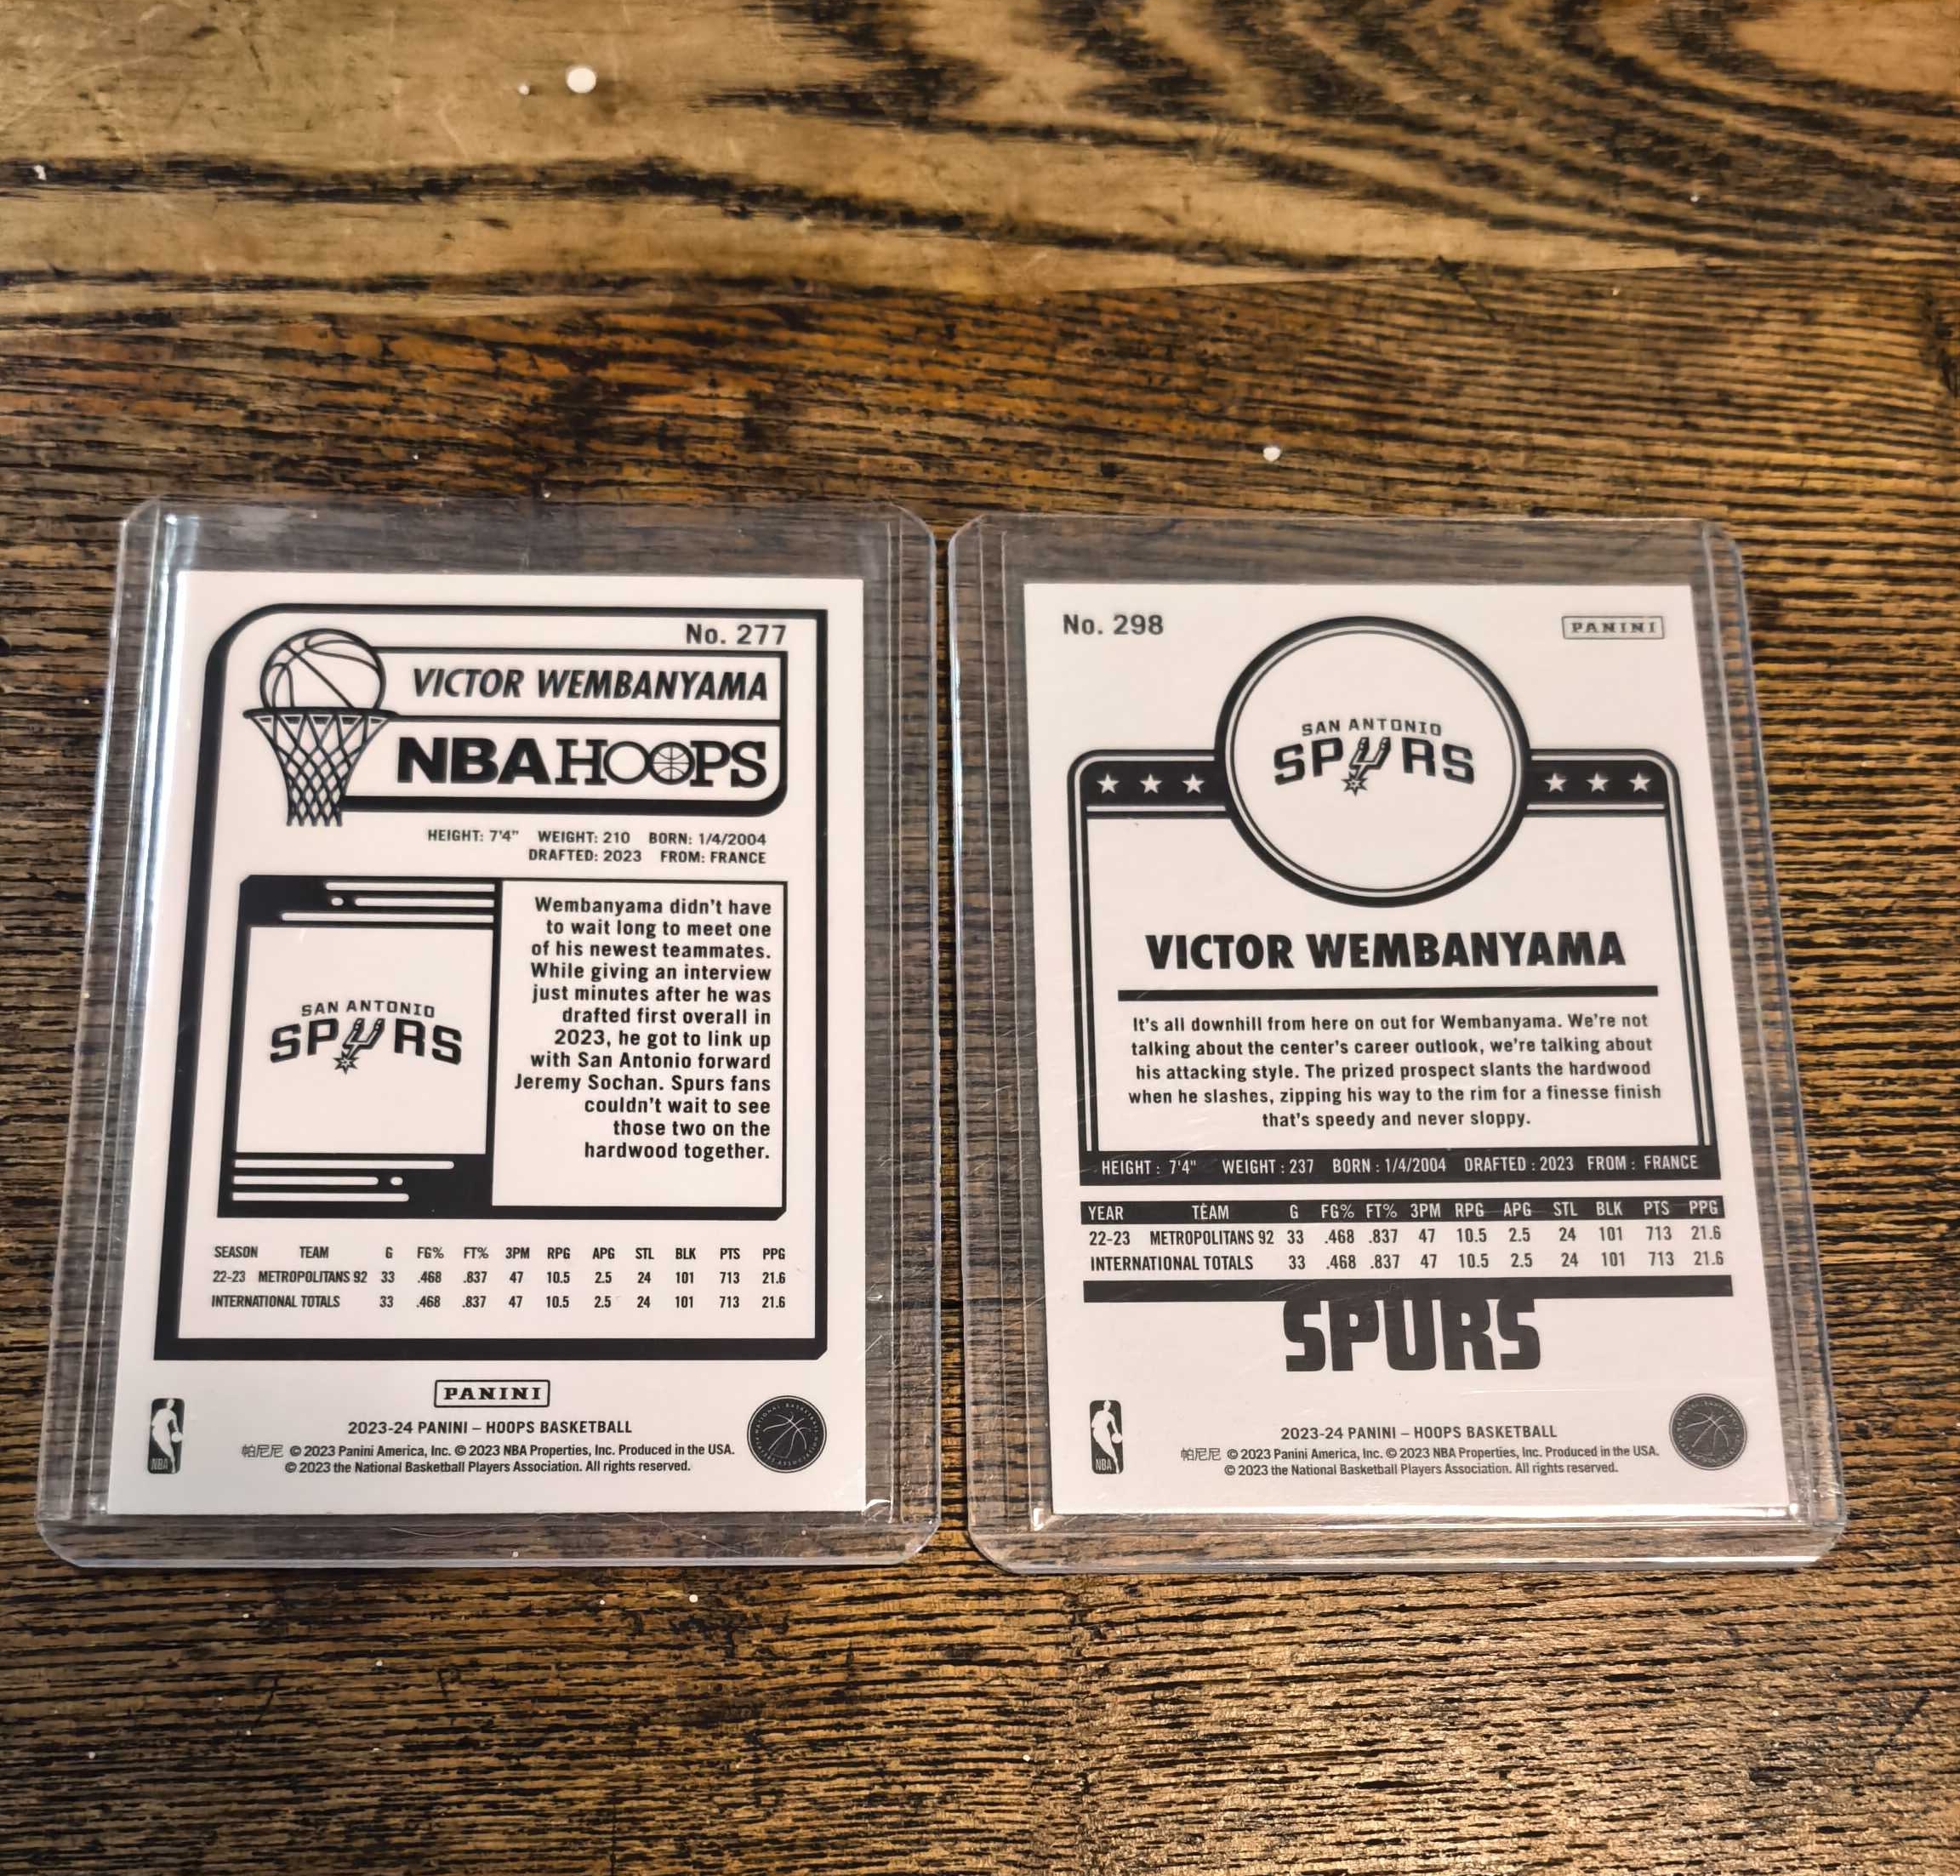 No. 277
VICTOR WEMBANYAMA
NBA HOOPS
HEIGHT: 7'4" WEIGHT: 210 BORN: 1/4/2004
DRAFTED: 2023 FROM: FRANCE
SAN ANTONIO
SPURS
Wembanyama didn't have
to wait long to meet one
of his newest teammates.
While giving an interview
just minutes after he was
drafted first overall in
2023, he got to link up
with San Antonio forward
Jeremy Sochan. Spurs fans
couldn't wait to see
those two on the
hardwood together.
SEASON TEAM G FG% FT% 3PM RPG APG STL BLK PTS PPG
22-23 METROPOLITANS 92 33 .468 .837 47 10.5 2.5 24 101 713 21.6
INTERNATIONAL TOTALS 33 .468 .837 47 10.5 2.5 24 101 713 21.6
PANINI
2023-24 PANINI – HOOPS BASKETBALL
帕尼尼 © 2023 Panini America, Inc. © 2023 NBA Properties, Inc. Produced in the USA.
© 2023 the National Basketball Players Association. All rights reserved.
NBA
No. 298
PANINI
SAN ANTONIO
SPURS
VICTOR WEMBANYAMA
It's all downhill from here on out for Wembanyama. We're not
talking about the center's career outlook, we're talking about
his attacking style. The prized prospect slants the hardwood
when he slashes, zipping his way to the rim for a finesse finish
that's speedy and never sloppy.
HEIGHT : 7'4" WEIGHT : 237 BORN : 1/4/2004 DRAFTED : 2023 FROM : FRANCE
YEAR TEAM G FG% FT% 3PM RPG APG STL BLK PTS PPG
22-23 METROPOLITANS 92 33 .468 .837 47 10.5 2.5 24 101 713 21.6
INTERNATIONAL TOTALS 33 .468 .837 47 10.5 2.5 24 101 713 21.6
SPURS
2023-24 PANINI – HOOPS BASKETBALL
帕尼尼 © 2023 Panini America, Inc. © 2023 NBA Properties, Inc. Produced in the USA.
© 2023 the National Basketball Players Association. All rights reserved.
NBA